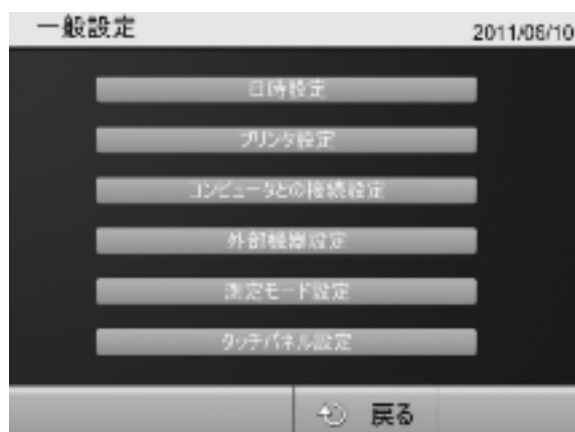 一般設定
2011/06/10
日時設定
プリンタ設定
コンピュータとの接続設定
外部機器設定
測定モード設定
タッチパネル設定
戻る